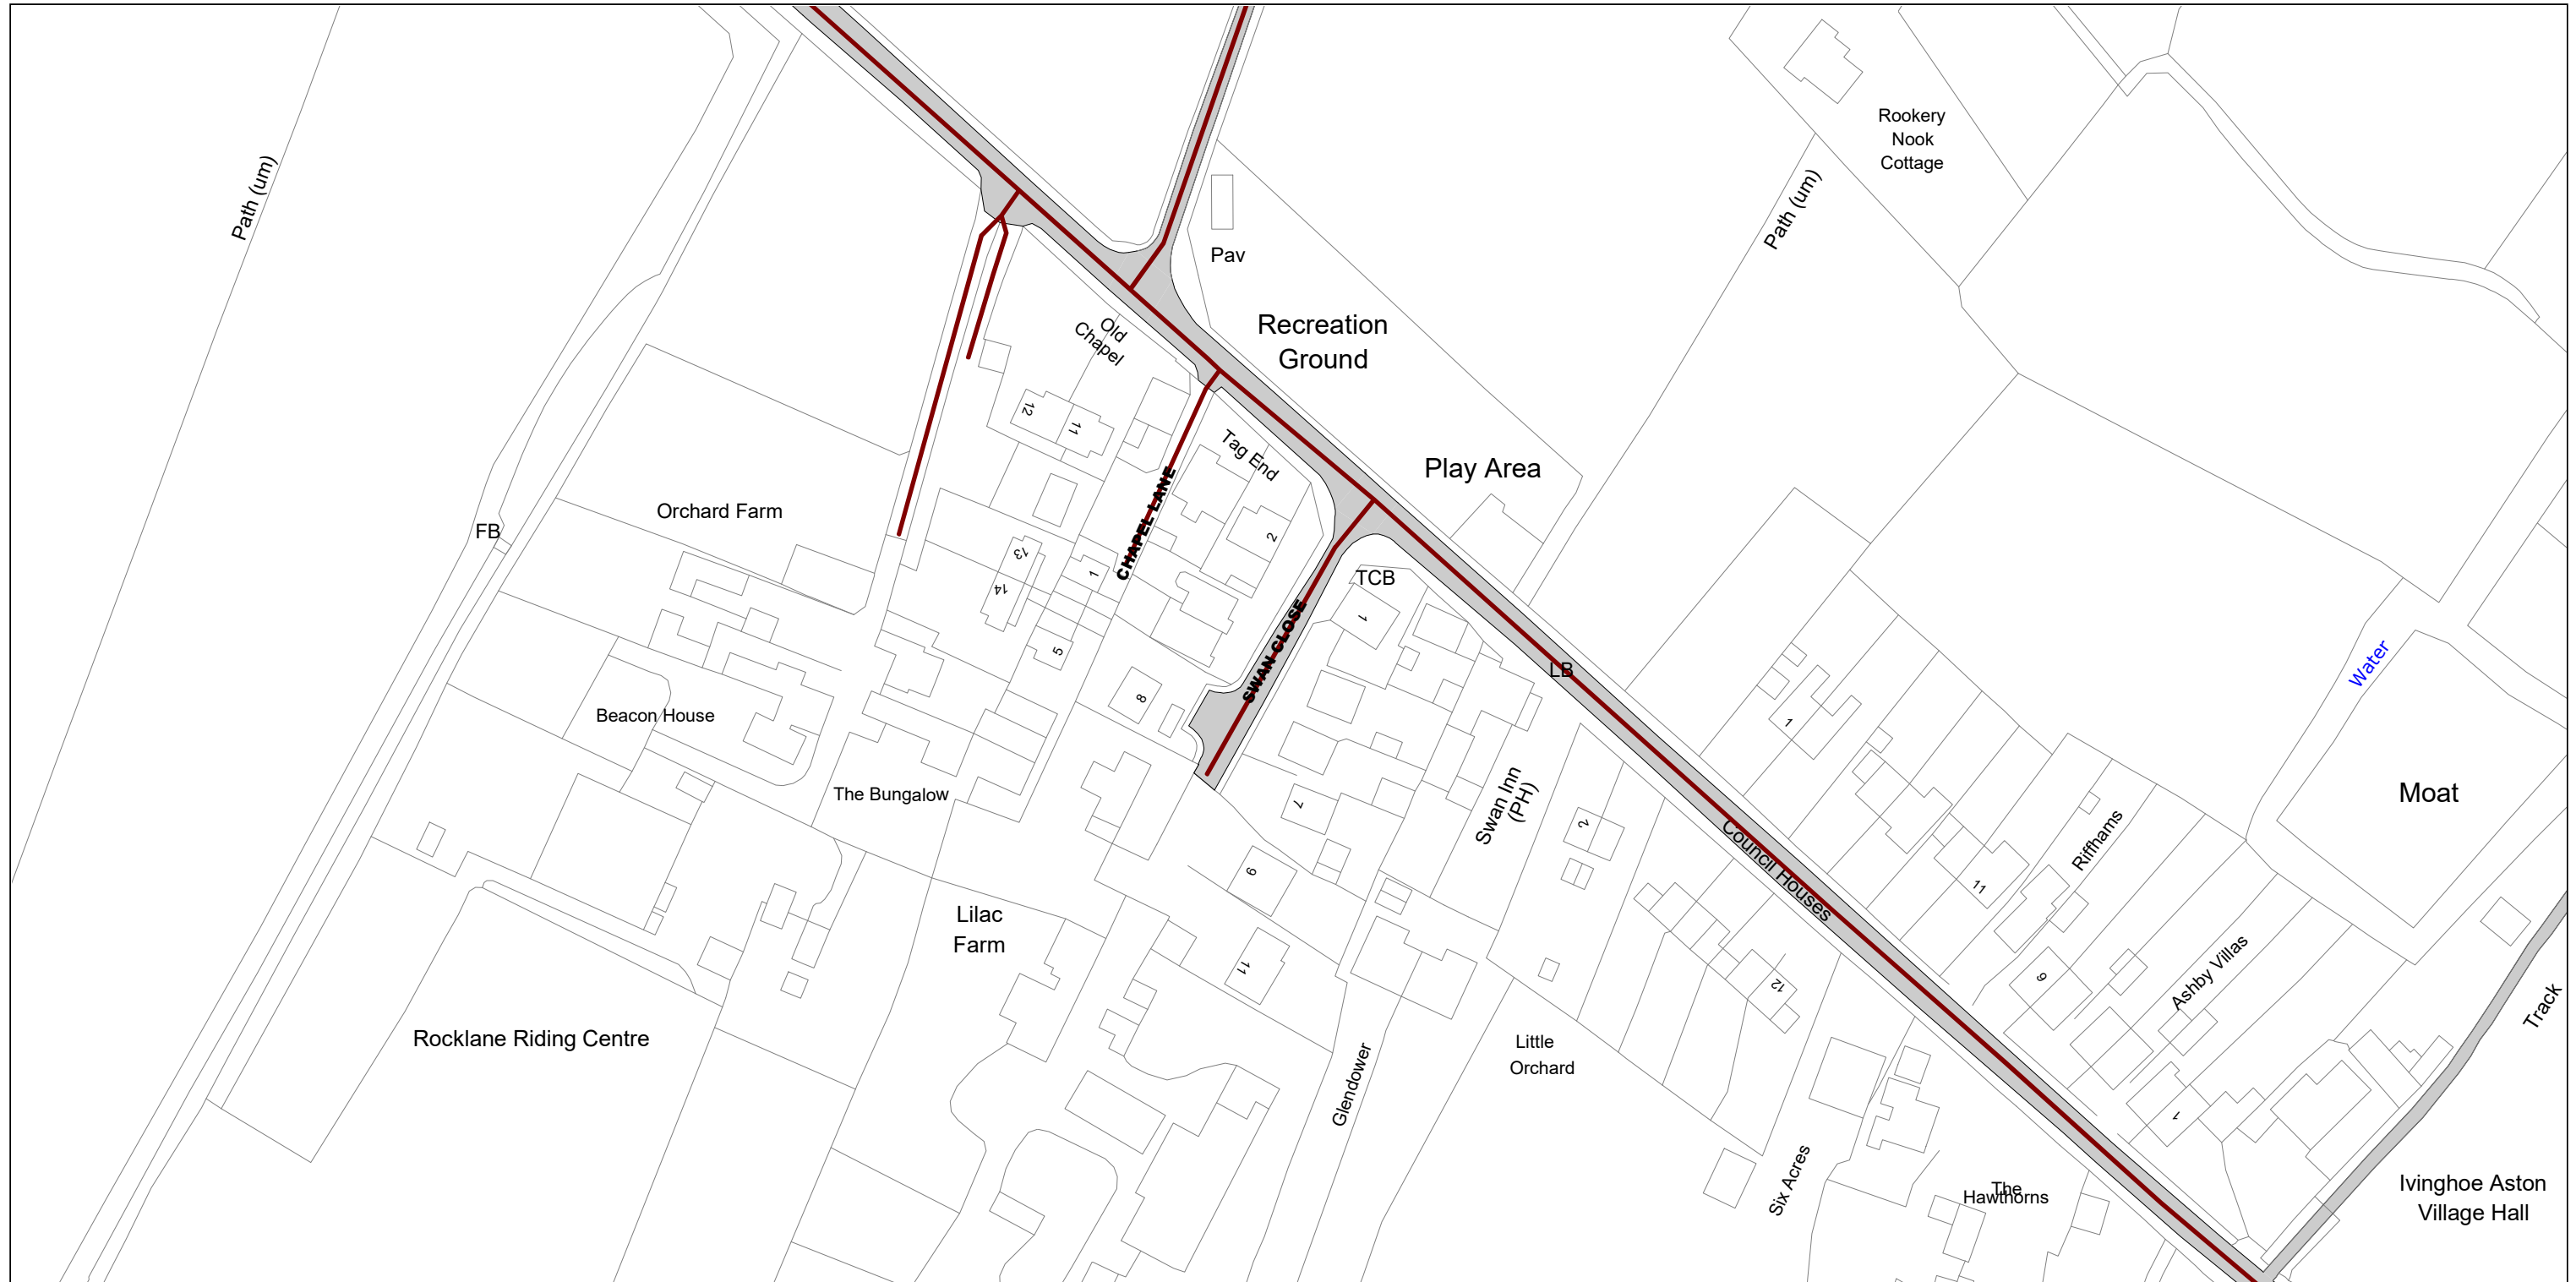 Rookery
Nook
Cottage
Path (um)
Path (um)
Pav
Recreation
Ground
Old
Chapel
12
11
Tag End
Play Area
CHAPEL LANE
Orchard Farm
FB
2
13
14
1
TCB
1
SWAN CLOSE
5
8
LB
Water
1
Beacon House
The Bungalow
7
Swan Inn
(PH)
2
Moat
Council Houses
Riffhams
11
9
Lilac
Farm
11
12
9
Ashby Villas
Track
Rocklane Riding Centre
Little
Orchard
Glendower
1
Six Acres
The
Hawthorns
Ivinghoe Aston
Village Hall